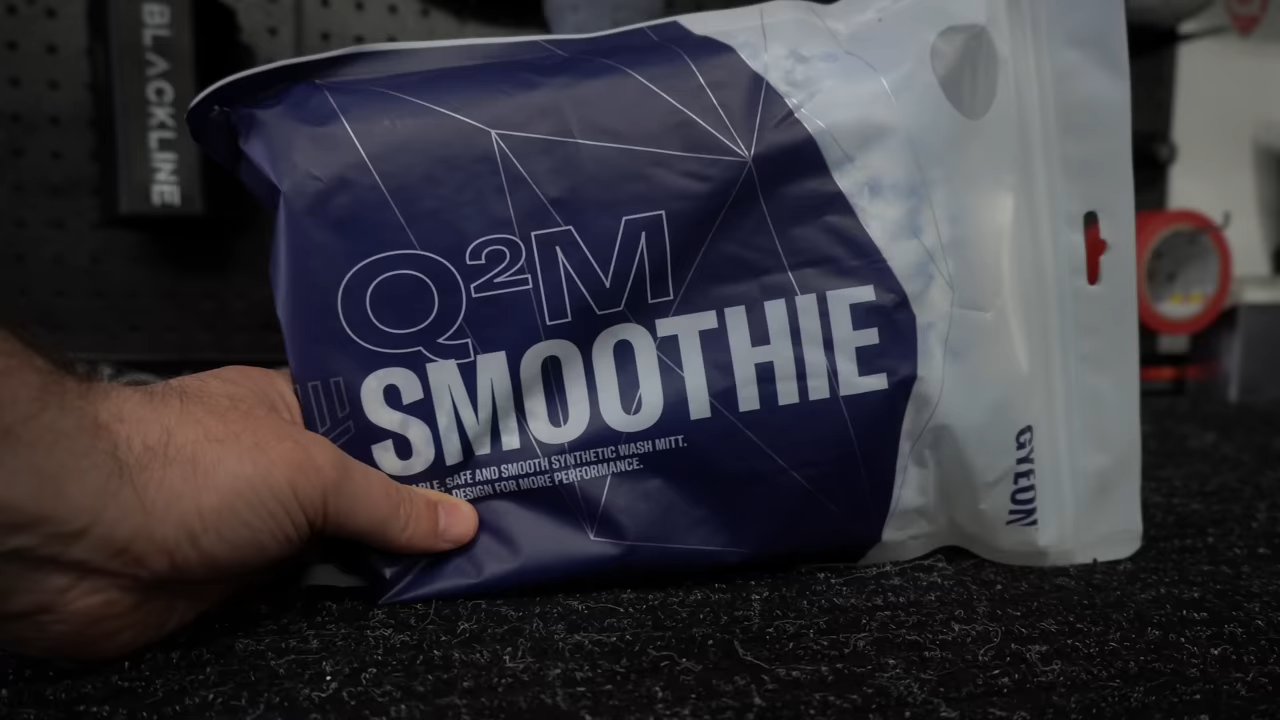 BLACKLINE
Q²M
SMOOTHIE
SAFE AND SMOOTH SYNTHETIC WASH MITT.
DESIGN FOR MORE PERFORMANCE.
GYEON